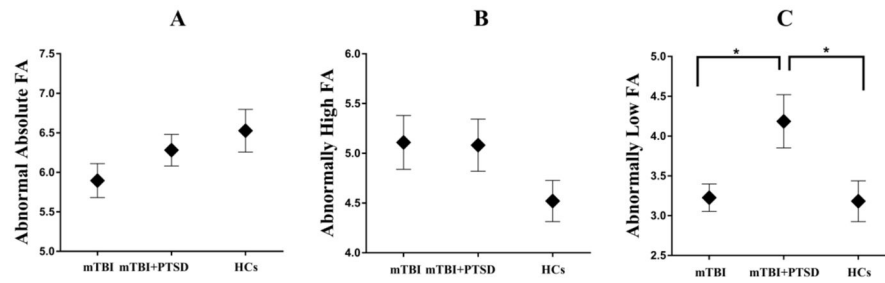 A
Abnormal Absolute FA
7.5
7.0
6.5
6.0
5.5
5.0
mTBI mTBI+PTSD HCs
B
Abnormally High FA
6.0
5.5
5.0
4.5
4.0
mTBI mTBI+PTSD HCs
C
Abnormally Low FA
5.0
4.5
4.0
3.5
3.0
2.5
* *
mTBI mTBI+PTSD HCs